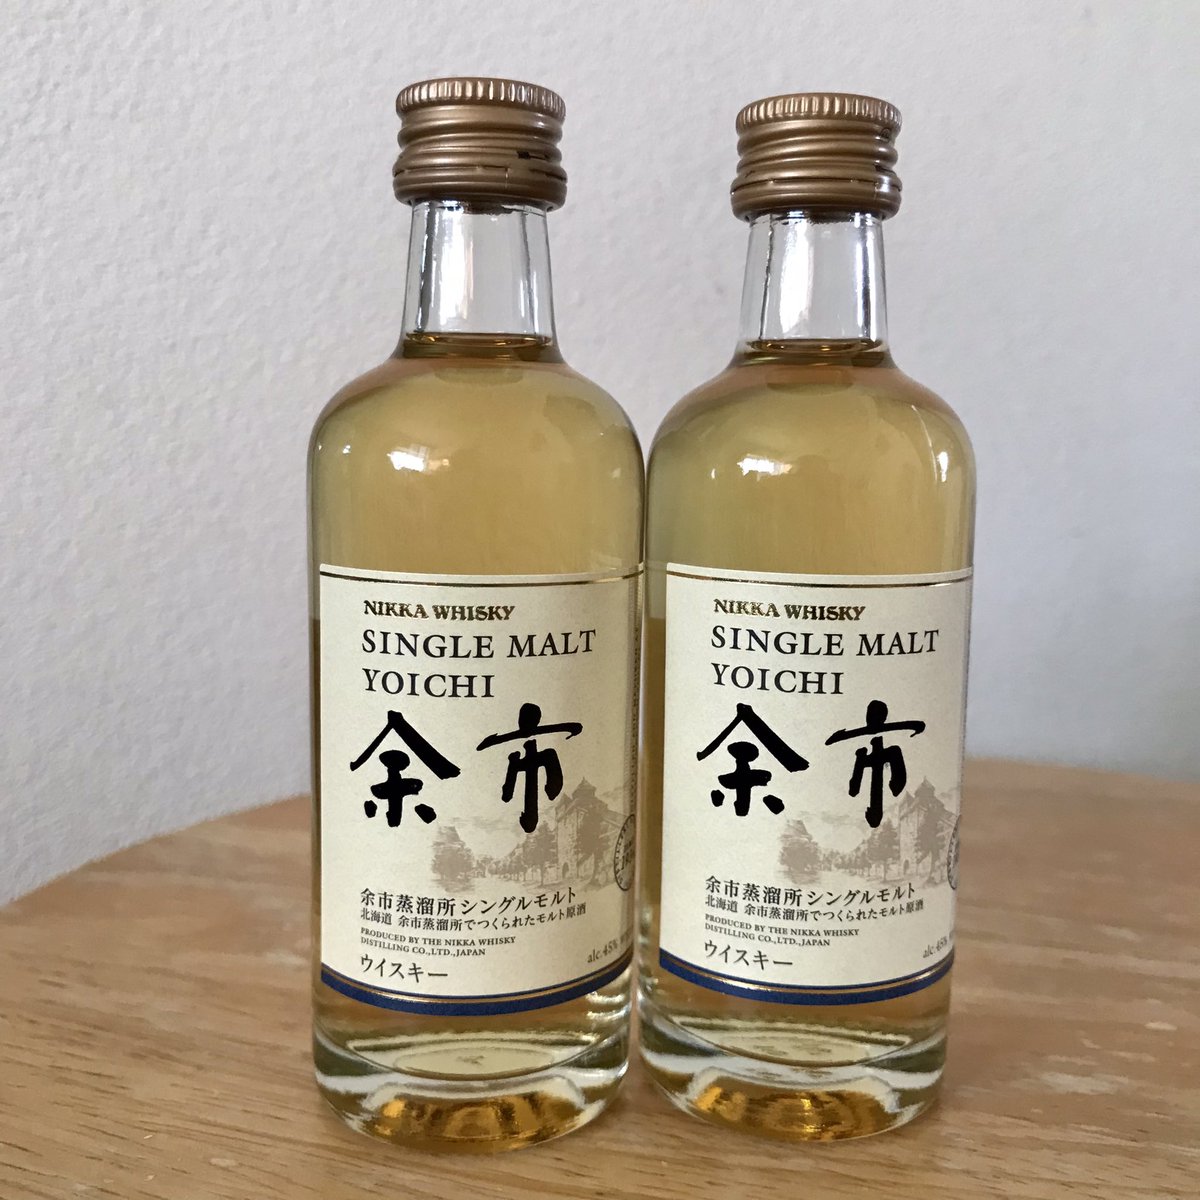 NIKKA WHISKY
SINGLE MALT
YOICHI
余市
余市蒸溜所シングルモルト
北海道 余市蒸溜所でつくられたモルト原酒
PRODUCED BY THE NIKKA WHISKY
DISTILLING CO.,LTD.,JAPAN
alc.45%
ウイスキー
NIKKA WHISKY
SINGLE MALT
YOICHI
余市
余市蒸溜所シングルモルト
北海道 余市蒸溜所でつくられたモルト原酒
PRODUCED BY THE NIKKA WHISKY
DISTILLING CO.,LTD.,JAPAN
alc.45%
ウイスキー